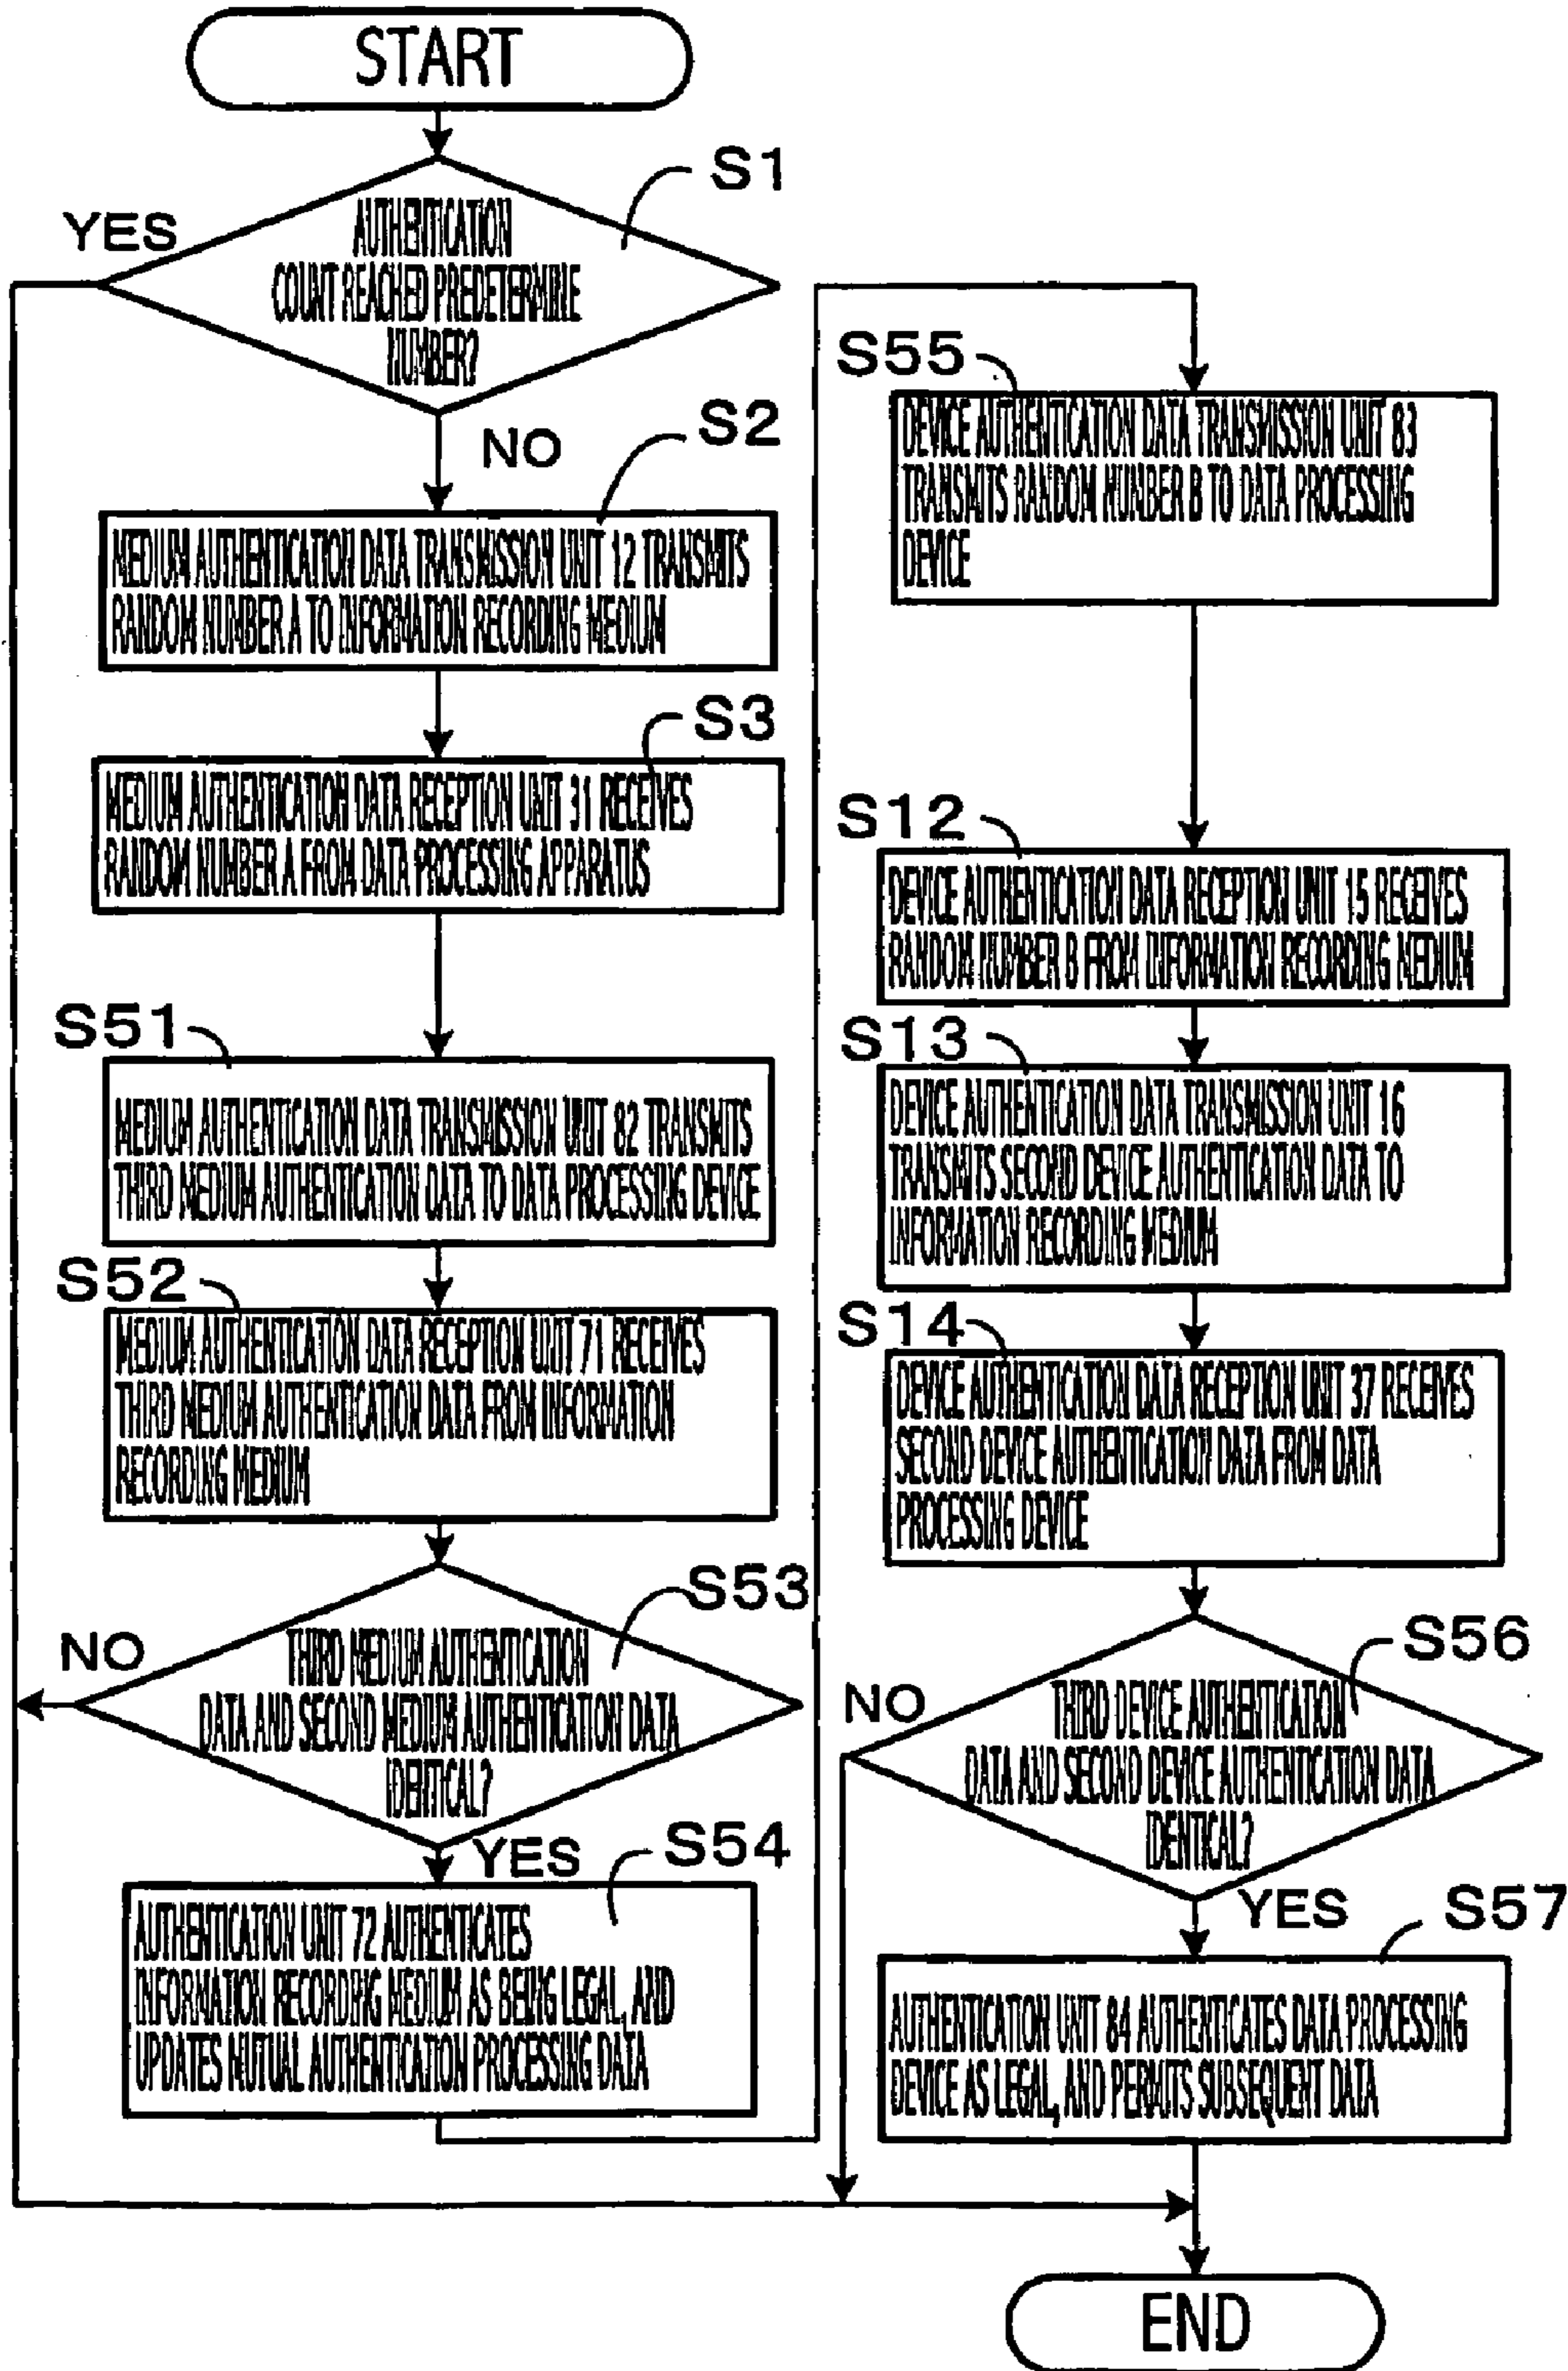 START
S1
YES
AUTHENTICATION
COUNT REACHED PREDETERMINE
NUMBER?
NO
S2
MEDIUM AUTHENTICATION DATA TRANSMISSION UNIT 12 TRANSMITS
RANDOM NUMBER A TO INFORMATION RECORDING MEDIUM
S3
MEDIUM AUTHENTICATION DATA RECEPTION UNIT 31 RECEIVES
RANDOM NUMBER A FROM DATA PROCESSING APPARATUS
S51
MEDIUM AUTHENTICATION DATA TRANSMISSION UNIT 82 TRANSMITS
THIRD MEDIUM AUTHENTICATION DATA TO DATA PROCESSING DEVICE
S52
MEDIUM AUTHENTICATION DATA RECEPTION UNIT 71 RECEIVES
THIRD MEDIUM AUTHENTICATION DATA FROM INFORMATION
RECORDING MEDIUM
S53
NO
THIRD MEDIUM AUTHENTICATION
DATA AND SECOND MEDIUM AUTHENTICATION DATA
IDENTICAL?
YES
S54
AUTHENTICATION UNIT 72 AUTHENTICATES
INFORMATION RECORDING MEDIUM AS BEING LEGAL, AND
UPDATES MUTUAL AUTHENTICATION PROCESSING DATA
S55
DEVICE AUTHENTICATION DATA TRANSMISSION UNIT 83
TRANSMITS RANDOM NUMBER B TO DATA PROCESSING
DEVICE
S12
DEVICE AUTHENTICATION DATA RECEPTION UNIT 15 RECEIVES
RANDOM NUMBER B FROM INFORMATION RECORDING MEDIUM
S13
DEVICE AUTHENTICATION DATA TRANSMISSION UNIT 16
TRANSMITS SECOND DEVICE AUTHENTICATION DATA TO
INFORMATION RECORDING MEDIUM
S14
DEVICE AUTHENTICATION DATA RECEPTION UNIT 37 RECEIVES
SECOND DEVICE AUTHENTICATION DATA FROM DATA
PROCESSING DEVICE
S56
NO
THIRD DEVICE AUTHENTICATION
DATA AND SECOND DEVICE AUTHENTICATION DATA
IDENTICAL?
YES
S57
AUTHENTICATION UNIT 84 AUTHENTICATES DATA PROCESSING
DEVICE AS LEGAL, AND PERMITS SUBSEQUENT DATA
END